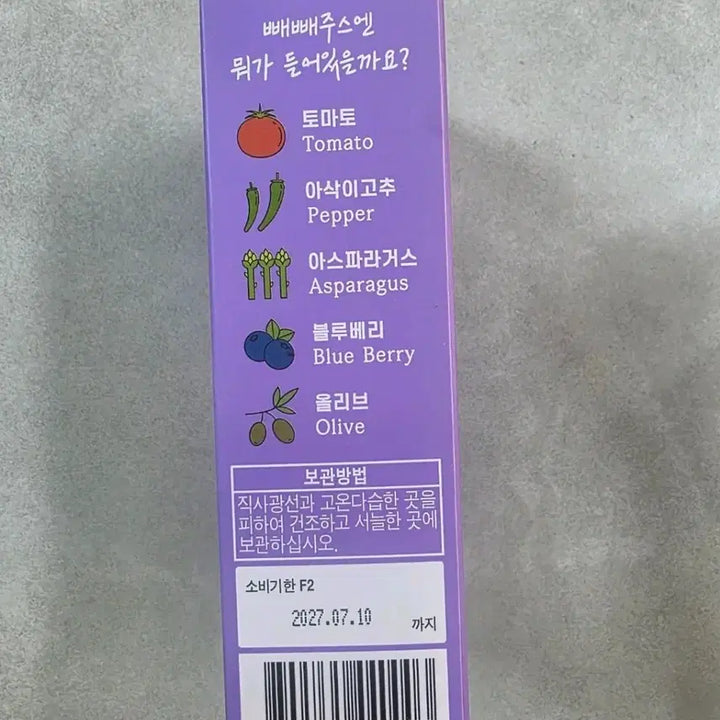 빼빼주스엔
뭐가 들어있을까요?
토마토
Tomato
아삭이고추
Pepper
아스파라거스
Asparagus
블루베리
Blue Berry
올리브
Olive
보관방법
직사광선과 고온다습한 곳을
피하여 건조하고 서늘한 곳에
보관하십시오.
소비기한 F2
2027.07.10
까지